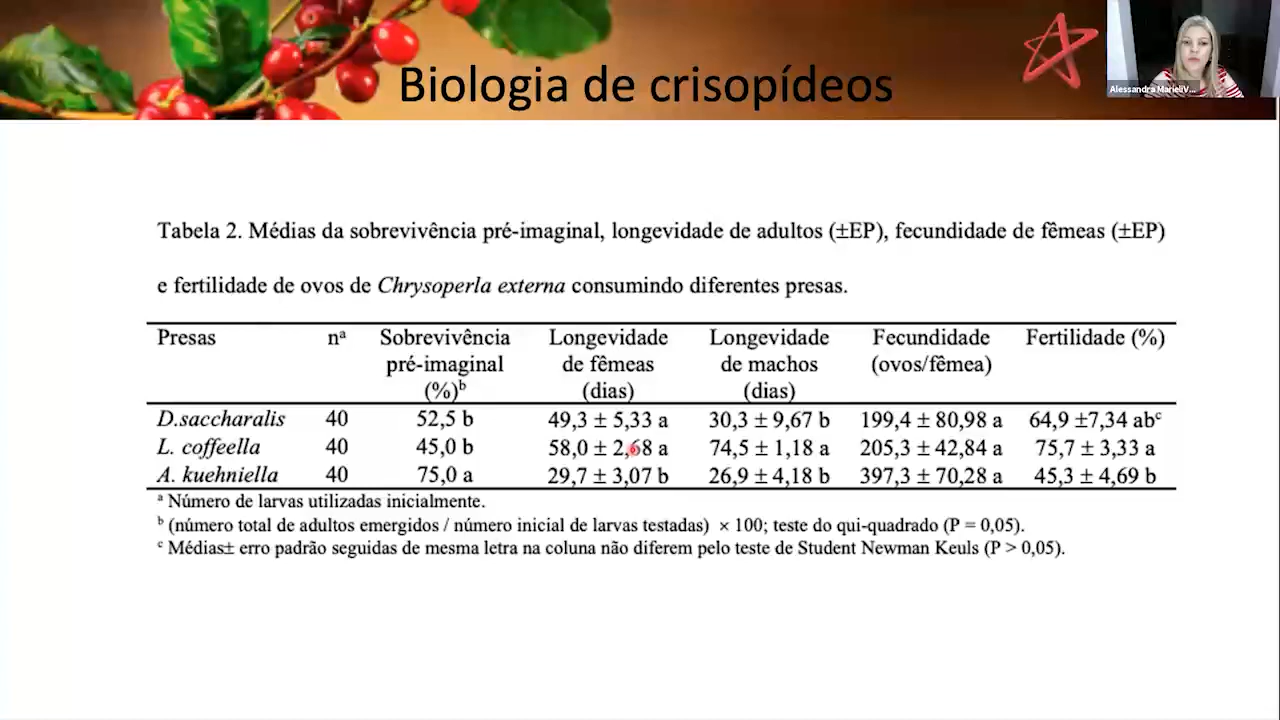 Biologia de crisopídeos
Alessandra MarieliV...
Tabela 2. Médias da sobrevivência pré-imaginal, longevidade de adultos (±EP), fecundidade de fêmeas (±EP)
e fertilidade de ovos de Chrysoperla externa consumindo diferentes presas.
Presas nª Sobrevivência pré-imaginal (%)ᵇ Longevidade de fêmeas (dias) Longevidade de machos (dias) Fecundidade (ovos/fêmea) Fertilidade (%)
D.saccharalis 40 52,5 b 49,3 ± 5,33 a 30,3 ± 9,67 b 199,4 ± 80,98 a 64,9 ±7,34 abᶜ
L. coffeella 40 45,0 b 58,0 ± 2,68 a 74,5 ± 1,18 a 205,3 ± 42,84 a 75,7 ± 3,33 a
A. kuehniella 40 75,0 a 29,7 ± 3,07 b 26,9 ± 4,18 b 397,3 ± 70,28 a 45,3 ± 4,69 b
ª Número de larvas utilizadas inicialmente.
ᵇ (número total de adultos emergidos / número inicial de larvas testadas) × 100; teste do qui-quadrado (P = 0,05).
ᶜ Médias± erro padrão seguidas de mesma letra na coluna não diferem pelo teste de Student Newman Keuls (P > 0,05).